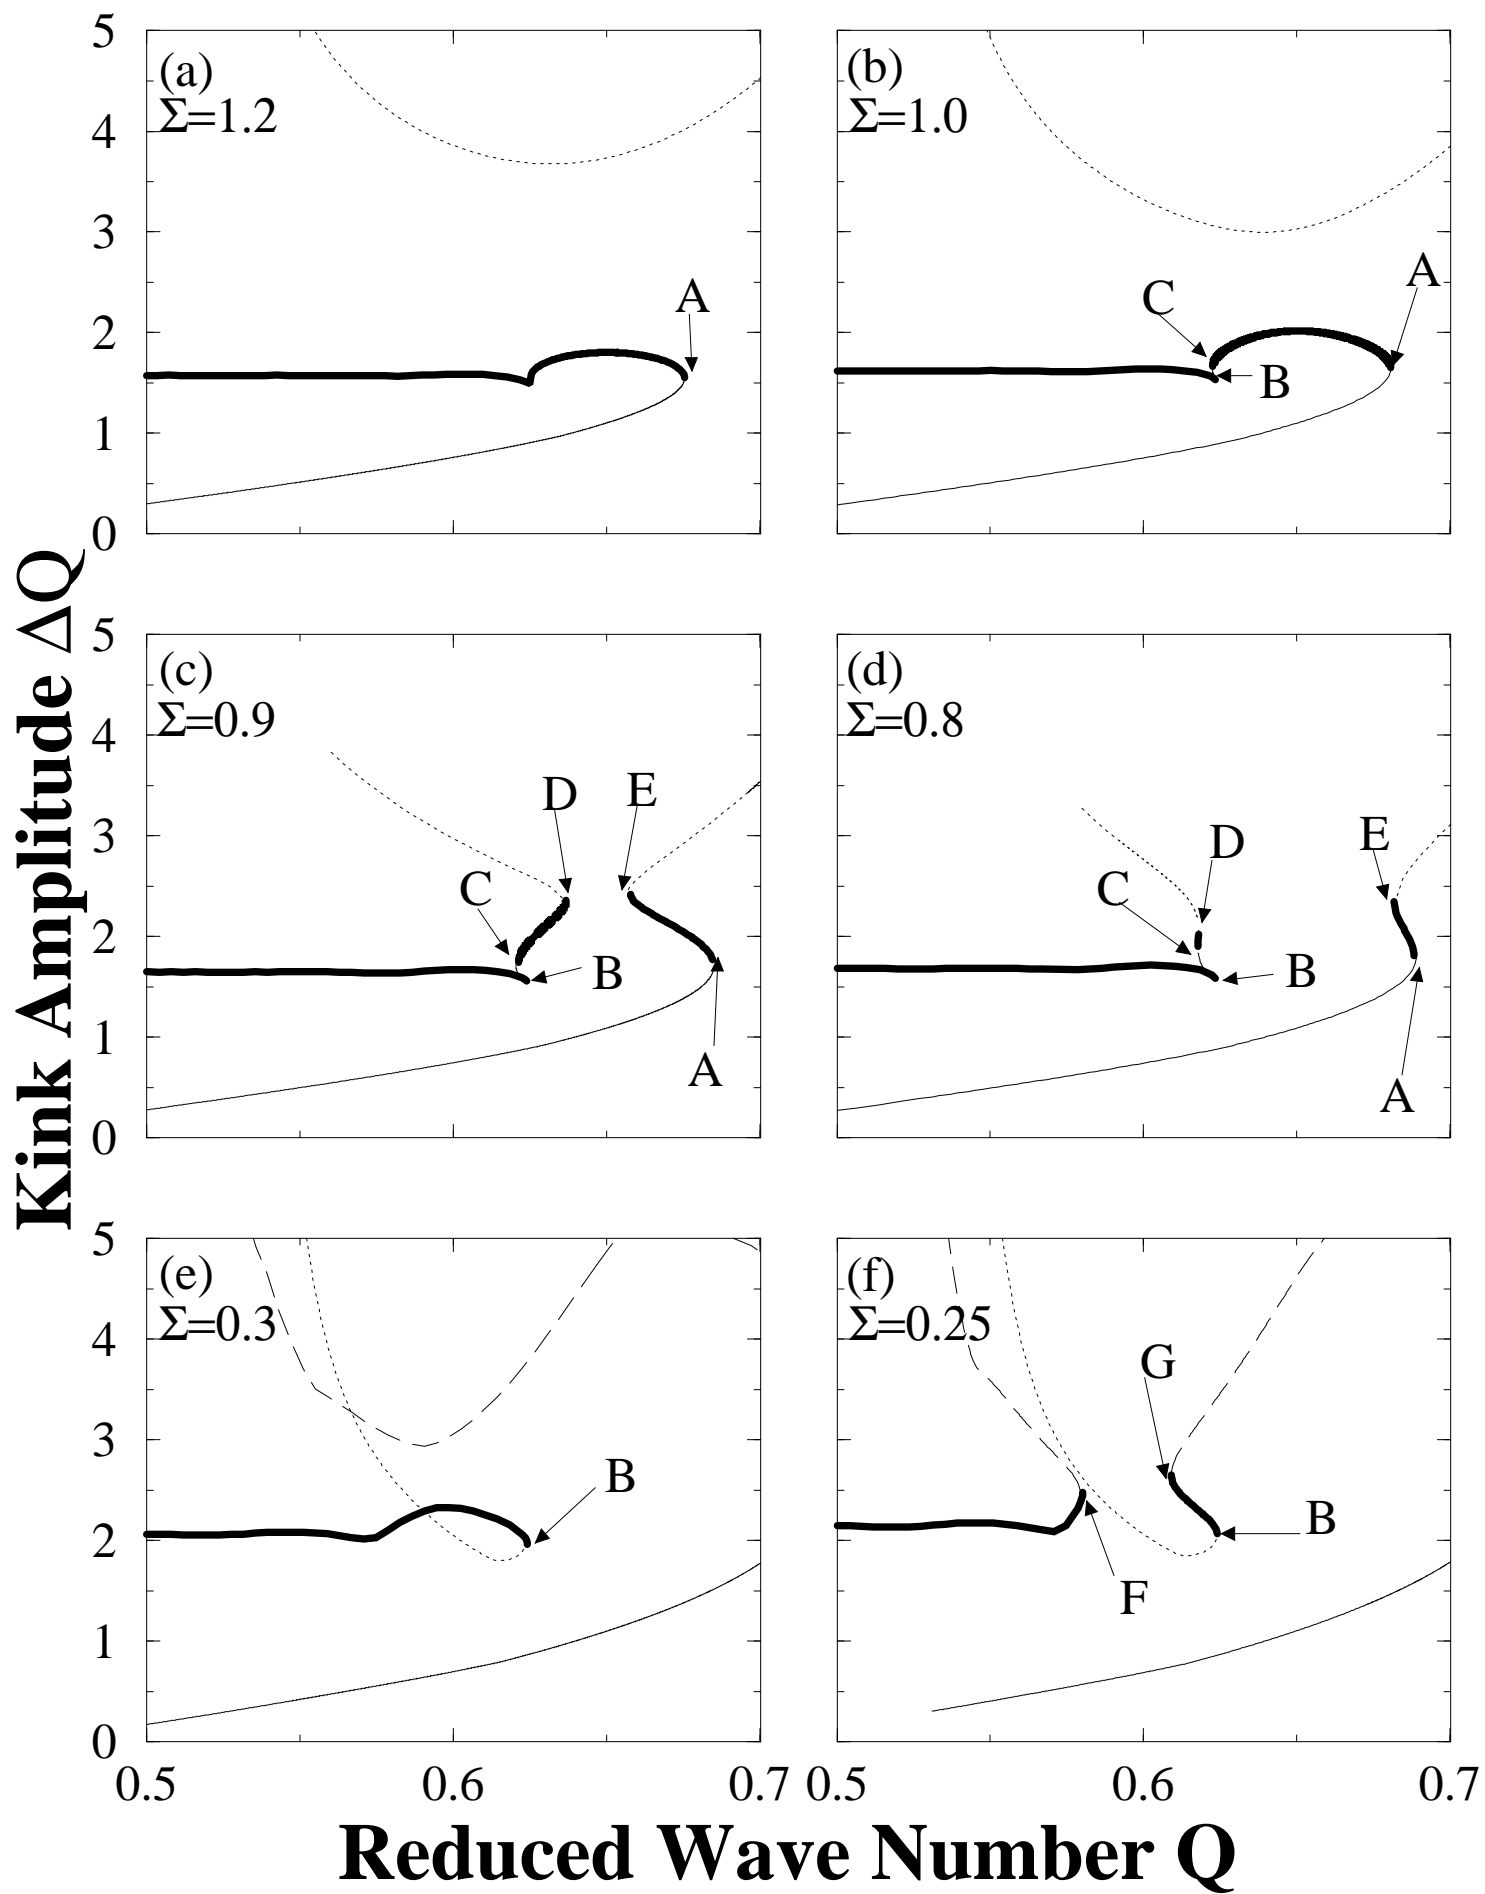 Kink Amplitude ΔQ
5
4
3
2
1
0
(a)
Σ=1.2
A
(b)
Σ=1.0
C
A
B
5
4
3
2
1
0
(c)
Σ=0.9
D
E
C
B
A
(d)
Σ=0.8
D
E
C
B
A
5
4
3
2
1
0
(e)
Σ=0.3
B
(f)
Σ=0.25
G
B
F
0.5
0.6
0.7
0.5
0.6
0.7
Reduced Wave Number Q